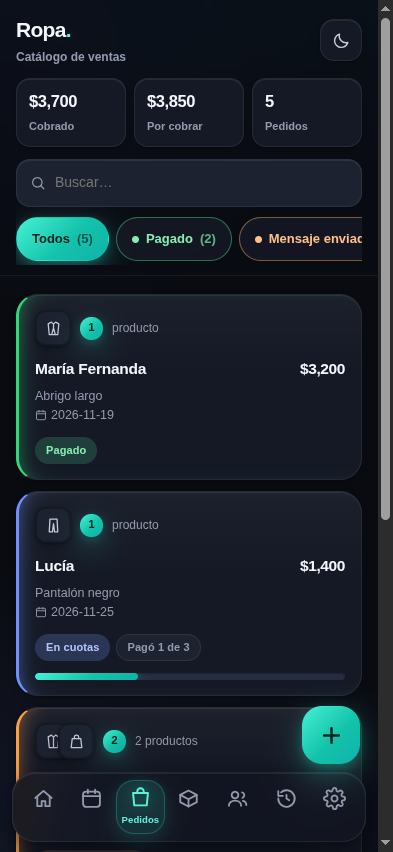 Ropa.
Catálogo de ventas
$3,700
Cobrado
$3,850
Por cobrar
5
Pedidos
Buscar…
Todos (5)
Pagado (2)
Mensaje enviad
1 producto
María Fernanda $3,200
Abrigo largo
2026-11-19
Pagado
1 producto
Lucía $1,400
Pantalón negro
2026-11-25
En cuotas
Pagó 1 de 3
2 2 productos
Pedidos